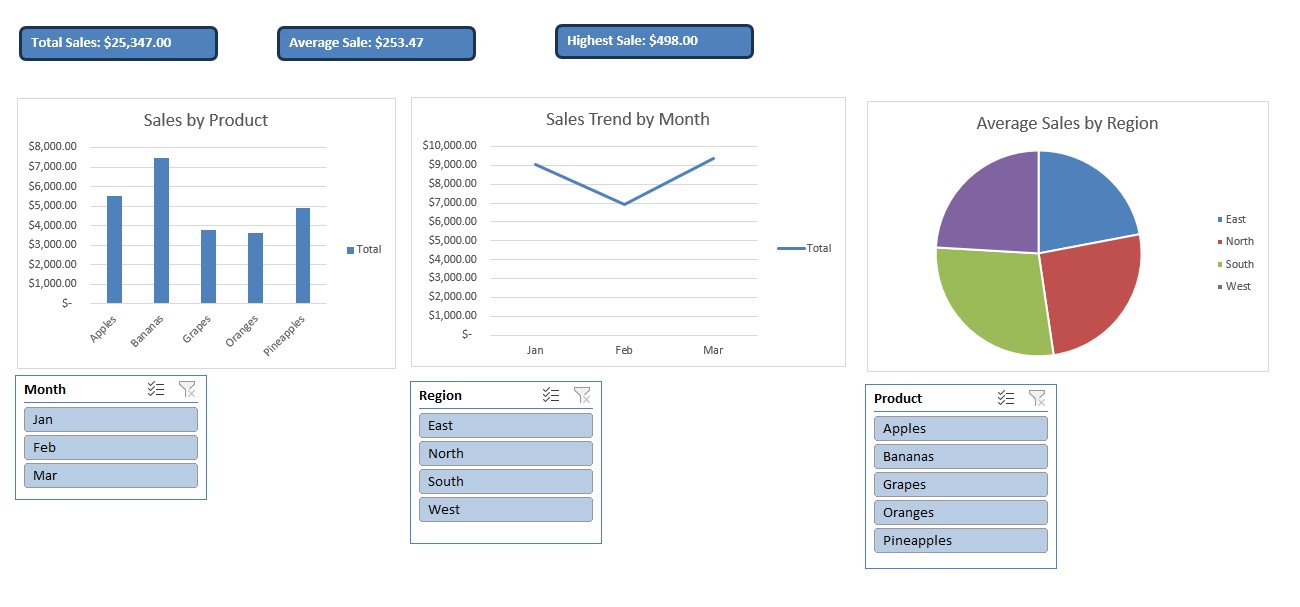 Total Sales: $25,347.00
Average Sale: $253.47
Highest Sale: $498.00
Sales by Product
$8,000.00
$7,000.00
$6,000.00
$5,000.00
$4,000.00
$3,000.00
$2,000.00
$1,000.00
$-
Apples
Bananas
Grapes
Oranges
Pineapples
Total
Sales Trend by Month
$10,000.00
$9,000.00
$8,000.00
$7,000.00
$6,000.00
$5,000.00
$4,000.00
$3,000.00
$2,000.00
$1,000.00
$-
Jan
Feb
Mar
Total
Average Sales by Region
East
North
South
West
Month
Jan
Feb
Mar
Region
East
North
South
West
Product
Apples
Bananas
Grapes
Oranges
Pineapples